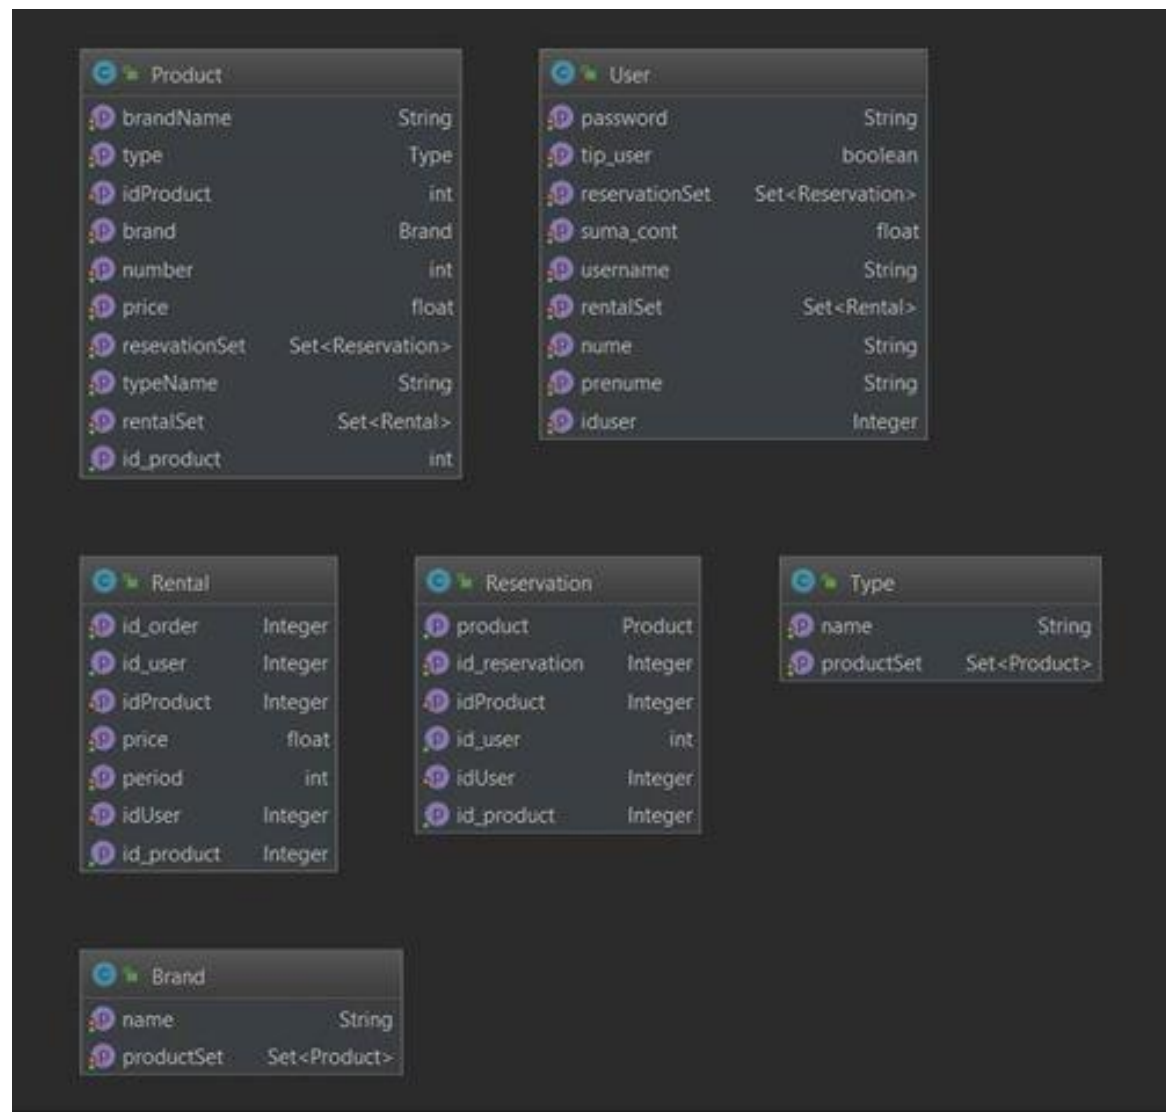 Product
brandName String
type Type
idProduct int
brand Brand
number int
price float
resevationSet Set<Reservation>
typeName String
rentalSet Set<Rental>
id_product int
User
password String
tip_user boolean
reservationSet Set<Reservation>
suma_cont float
username String
rentalSet Set<Rental>
nume String
prenume String
iduser Integer
Rental
id_order Integer
id_user Integer
idProduct Integer
price float
period int
idUser Integer
id_product Integer
Reservation
product Product
id_reservation Integer
idProduct Integer
id_user int
idUser Integer
id_product Integer
Type
name String
productSet Set<Product>
Brand
name String
productSet Set<Product>